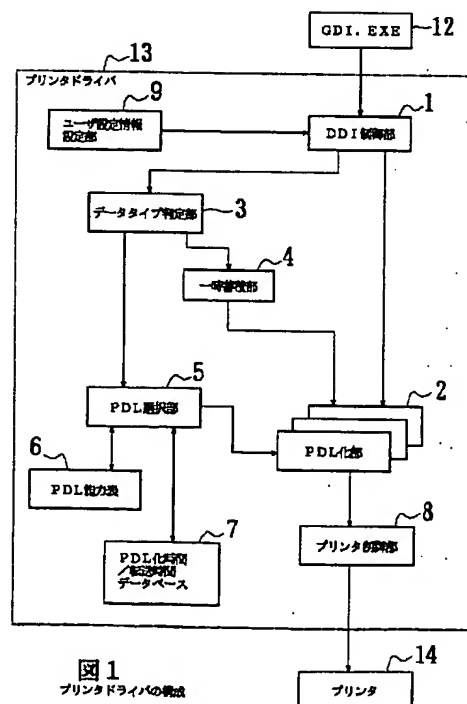 GDI.EXE
12
13
プリンタドライバ
9
ユーザ設定情報
設定部
1
DDI制御部
データタイプ判定部
3
4
一時蓄積部
5
PDL選択部
2
PDL化部
6
PDL能力表
7
PDL化時間
/転送時間
データベース
8
プリンタ制御部
14
プリンタ
図1
プリンタドライバの構成